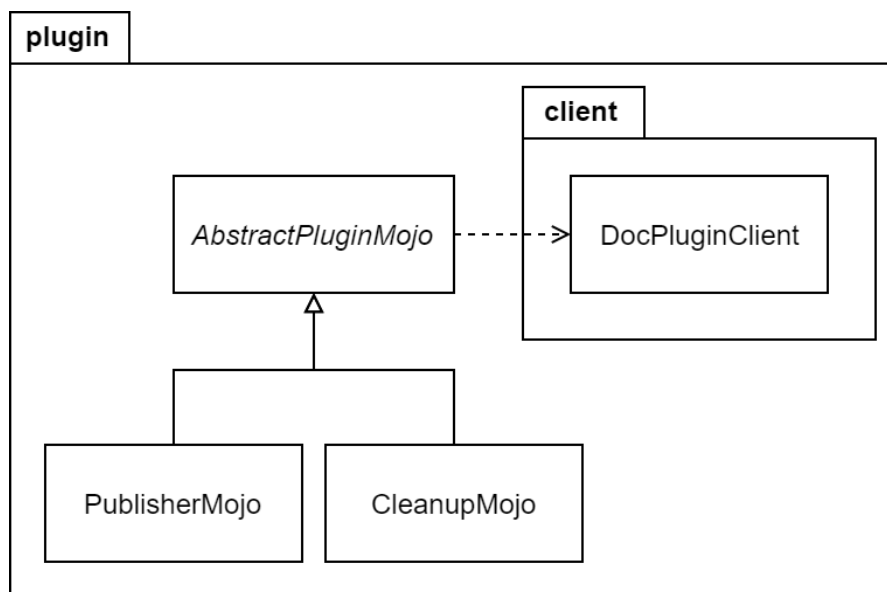 plugin
client
AbstractPluginMojo
DocPluginClient
PublisherMojo
CleanupMojo